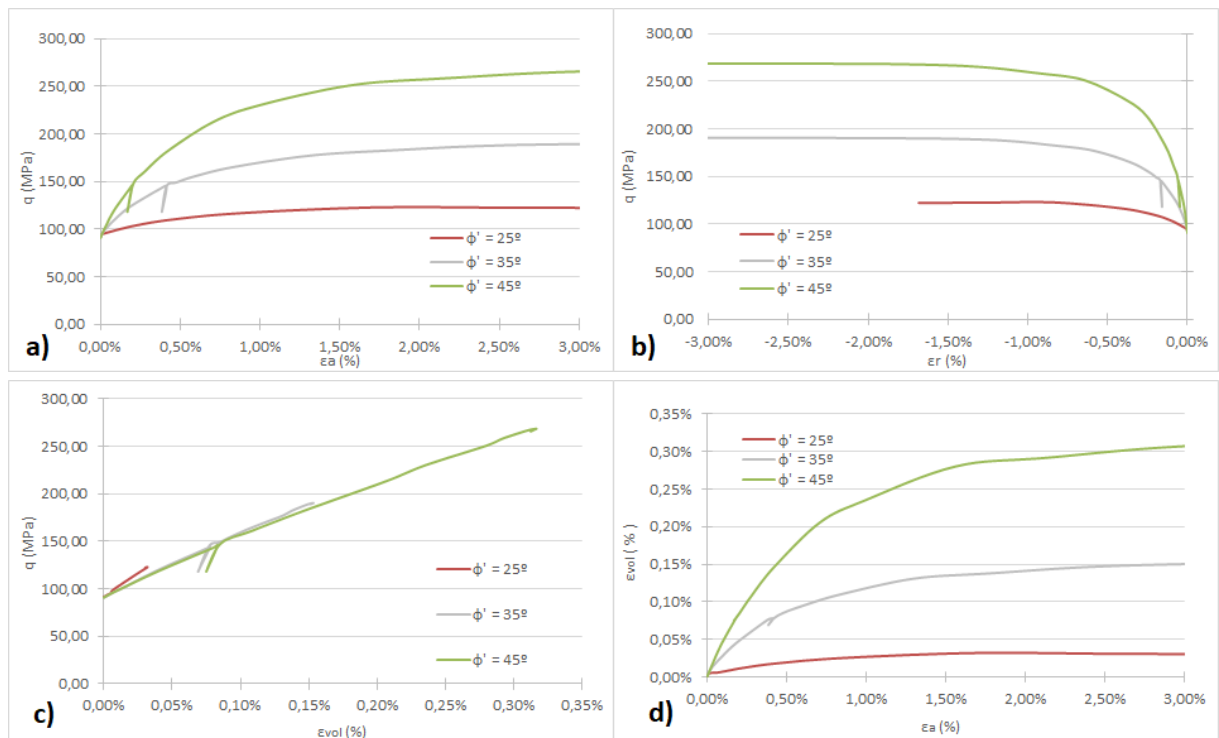 300,00
250,00
200,00
150,00
100,00
50,00
0,00
q (MPa)
0,00% 0,50% 1,00% 1,50% 2,00% 2,50% 3,00%
εa (%)
ϕ' = 25º
ϕ' = 35º
ϕ' = 45º
a)
300,00
250,00
200,00
150,00
100,00
50,00
0,00
q (MPa)
-3,00% -2,50% -2,00% -1,50% -1,00% -0,50% 0,00%
εr (%)
ϕ' = 25º
ϕ' = 35º
ϕ' = 45º
b)
300,00
250,00
200,00
150,00
100,00
50,00
0,00
q (MPa)
0,00% 0,05% 0,10% 0,15% 0,20% 0,25% 0,30% 0,35%
εvol (%)
ϕ' = 25º
ϕ' = 35º
ϕ' = 45º
c)
0,35%
0,30%
0,25%
0,20%
0,15%
0,10%
0,05%
0,00%
εvol ( % )
0,00% 0,50% 1,00% 1,50% 2,00% 2,50% 3,00%
εa (%)
ϕ' = 25º
ϕ' = 35º
ϕ' = 45º
d)